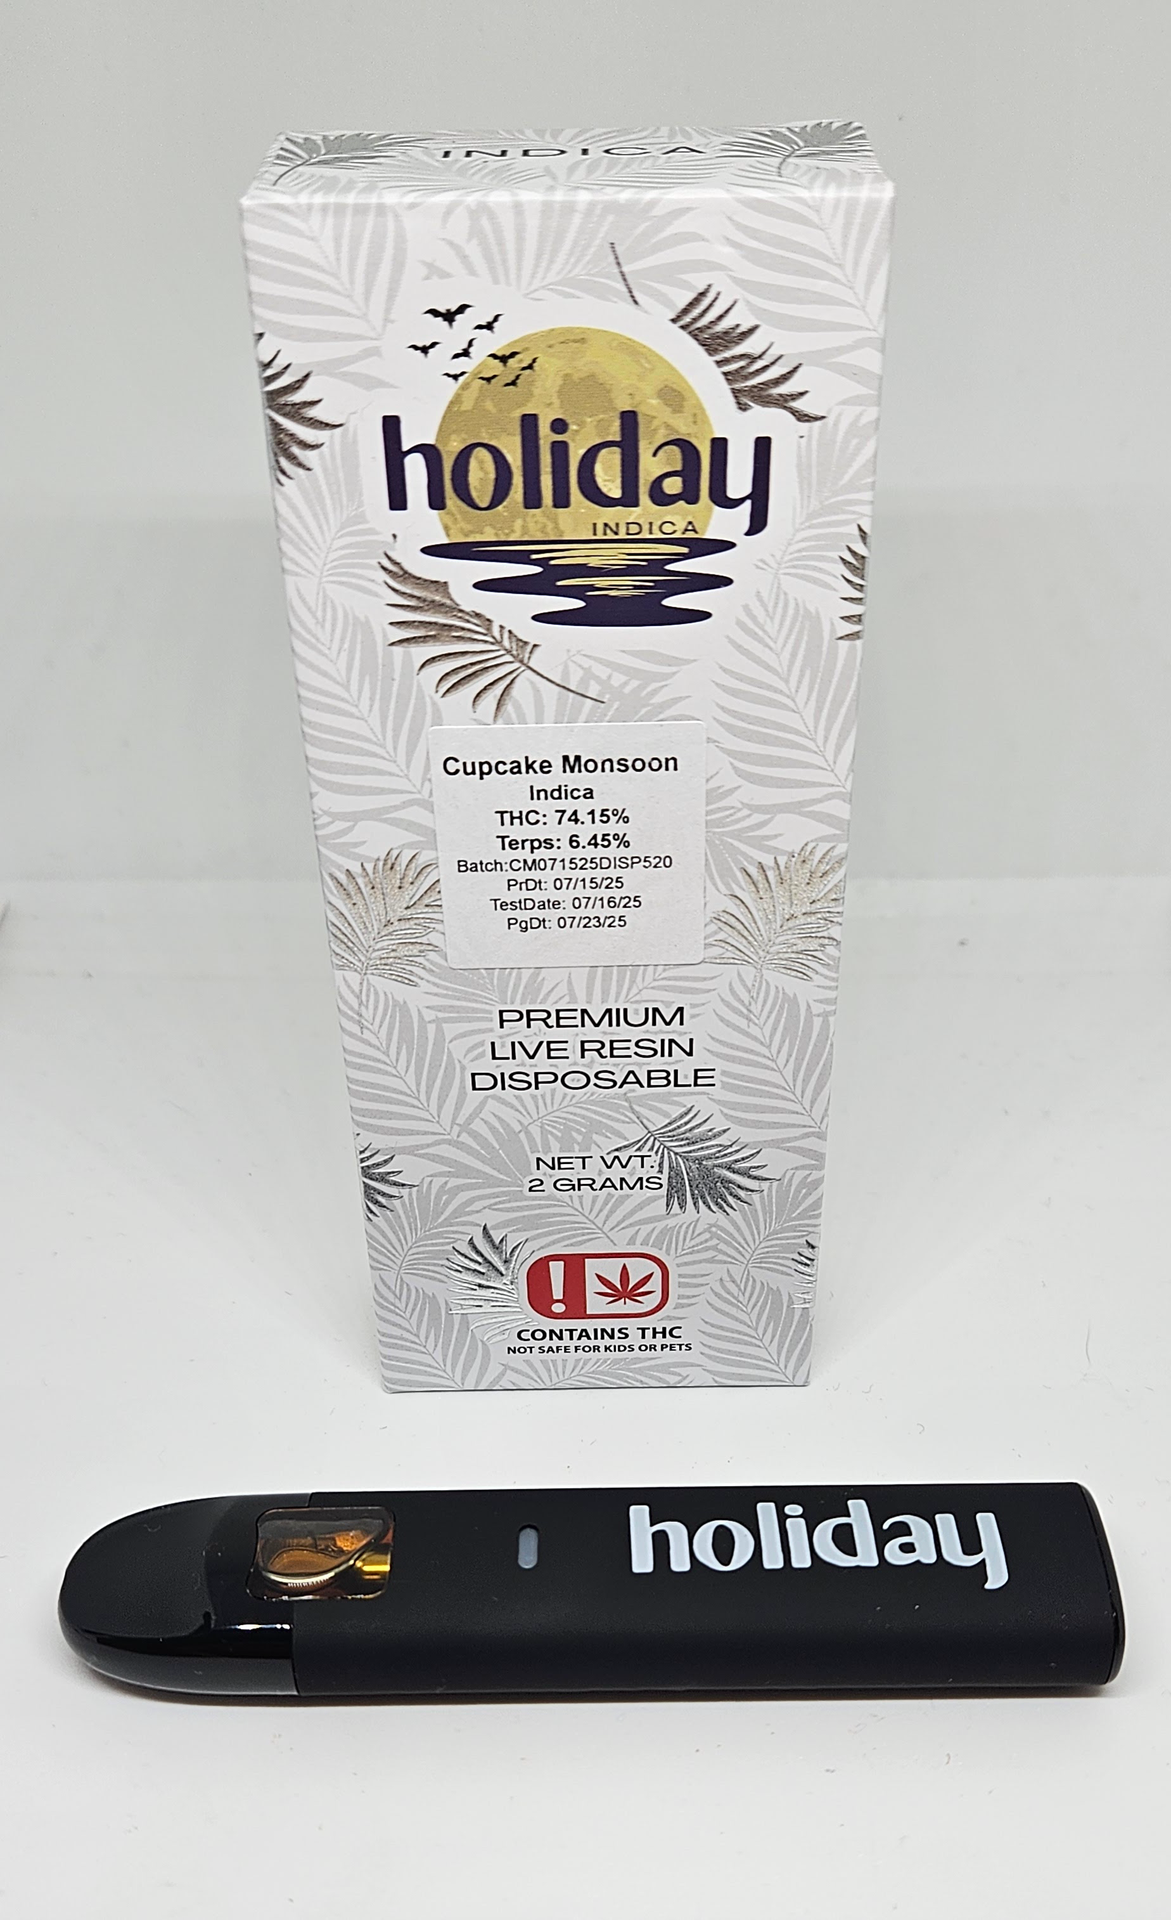 INDICA
holiday
INDICA
Cupcake Monsoon
Indica
THC: 74.15%
Terps: 6.45%
Batch:CM071525DISP520
PrDt: 07/15/25
TestDate: 07/16/25
PgDt: 07/23/25
PREMIUM
LIVE RESIN
DISPOSABLE
NET WT.
2 GRAMS
!
CONTAINS THC
NOT SAFE FOR KIDS OR PETS
holiday